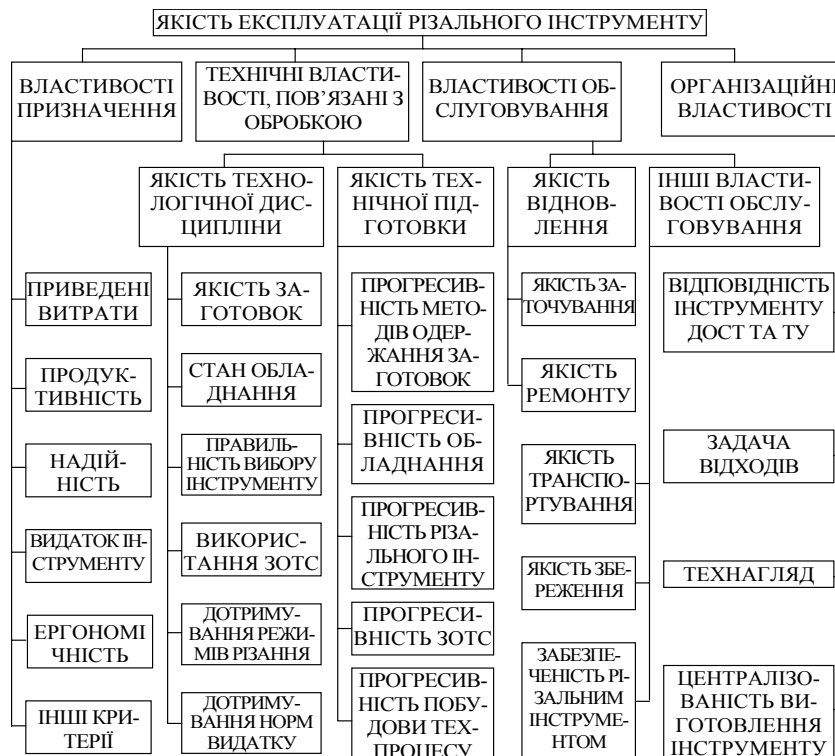 ЯКІСТЬ ЕКСПЛУАТАЦІЇ РІЗАЛЬНОГО ІНСТРУМЕНТУ
ВЛАСТИВОСТІ
ПРИЗНАЧЕННЯ
ТЕХНІЧНІ ВЛАСТИ-
ВОСТІ, ПОВ’ЯЗАНІ З
ОБРОБКОЮ
ВЛАСТИВОСТІ ОБ-
СЛУГОВУВАННЯ
ОРГАНІЗАЦІЙНІ
ВЛАСТИВОСТІ
ЯКІСТЬ ТЕХНО-
ЛОГІЧНОЇ ДИС-
ЦИПЛІНИ
ЯКІСТЬ ТЕХ-
НІЧНОЇ ПІД-
ГОТОВКИ
ЯКІСТЬ
ВІДНОВ-
ЛЕННЯ
ІНШІ ВЛАСТИ-
ВОСТІ ОБСЛУ-
ГОВУВАННЯ
ПРИВЕДЕНІ
ВИТРАТИ
ПРОДУК-
ТИВНІСТЬ
НАДІЙ-
НІСТЬ
ВИДАТОК ІН-
СТРУМЕНТУ
ЕРГОНОМІ
ЧНІСТЬ
ІНШІ КРИ-
ТЕРІЇ
ЯКІСТЬ ЗА-
ГОТОВОК
СТАН ОБЛА-
ДНАННЯ
ПРАВИЛЬ-
НІСТЬ ВИБОРУ
ІНСТРУМЕНТУ
ВИКОРИС-
ТАННЯ ЗОТС
ДОТРИМУ-
ВАННЯ РЕЖИ-
МІВ РІЗАННЯ
ДОТРИМУ-
ВАННЯ НОРМ
ВИДАТКУ
ПРОГРЕСИВ-
НІСТЬ МЕТО-
ДІВ ОДЕР-
ЖАННЯ ЗА-
ГОТОВОК
ПРОГРЕСИ-
ВНІСТЬ ОБ-
ЛАДНАННЯ
ПРОГРЕСИВ-
НІСТЬ РІЗА-
ЛЬНОГО ІН-
СТРУМЕНТУ
ПРОГРЕСИ-
ВНІСТЬ ЗОТС
ПРОГРЕСИВ-
НІСТЬ ПОБУ-
ДОВИ ТЕХ-
ПРОЦЕСУ
ЯКІСТЬ ЗА-
ТОЧУВАННЯ
ЯКІСТЬ
РЕМОНТУ
ЯКІСТЬ
ТРАНСПО-
РТУВАННЯ
ЯКІСТЬ ЗБЕ-
РЕЖЕННЯ
ЗАБЕЗПЕ-
ЧЕНІСТЬ РІ-
ЗАЛЬНИМ
ІНСТРУМЕ-
НТОМ
ВІДПОВІДНІСТЬ
ІНСТРУМЕНТУ
ДОСТ ТА ТУ
ЗАДАЧА
ВІДХОДІВ
ТЕХНАГЛЯД
ЦЕНТРАЛІЗО-
ВАНІСТЬ ВИ-
ГОТОВЛЕННЯ
ІНСТРУМЕНТУ